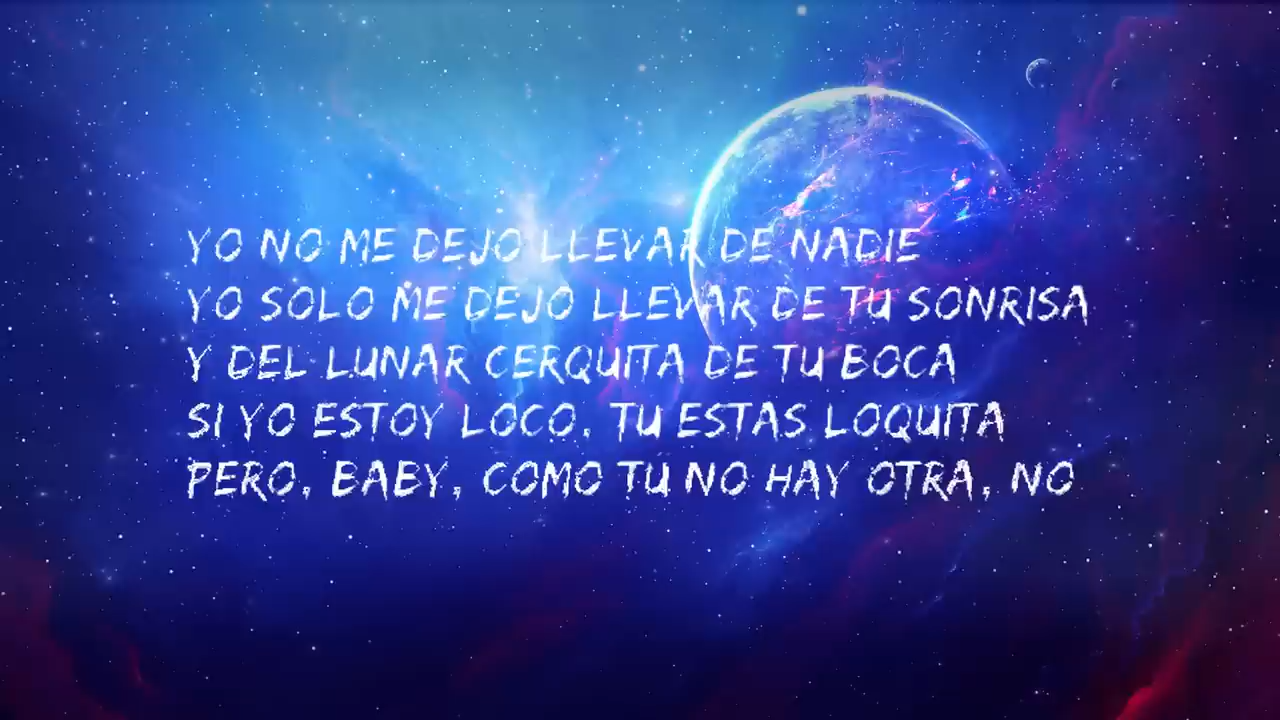 YO NO ME DEJO LLEVAR DE NADIE
YO SOLO ME DEJO LLEVAR DE TU SONRISA
Y DEL LUNAR CERQUITA DE TU BOCA
SI YO ESTOY LOCO, TU ESTAS LOQUITA
PERO, BABY, COMO TU NO HAY OTRA, NO